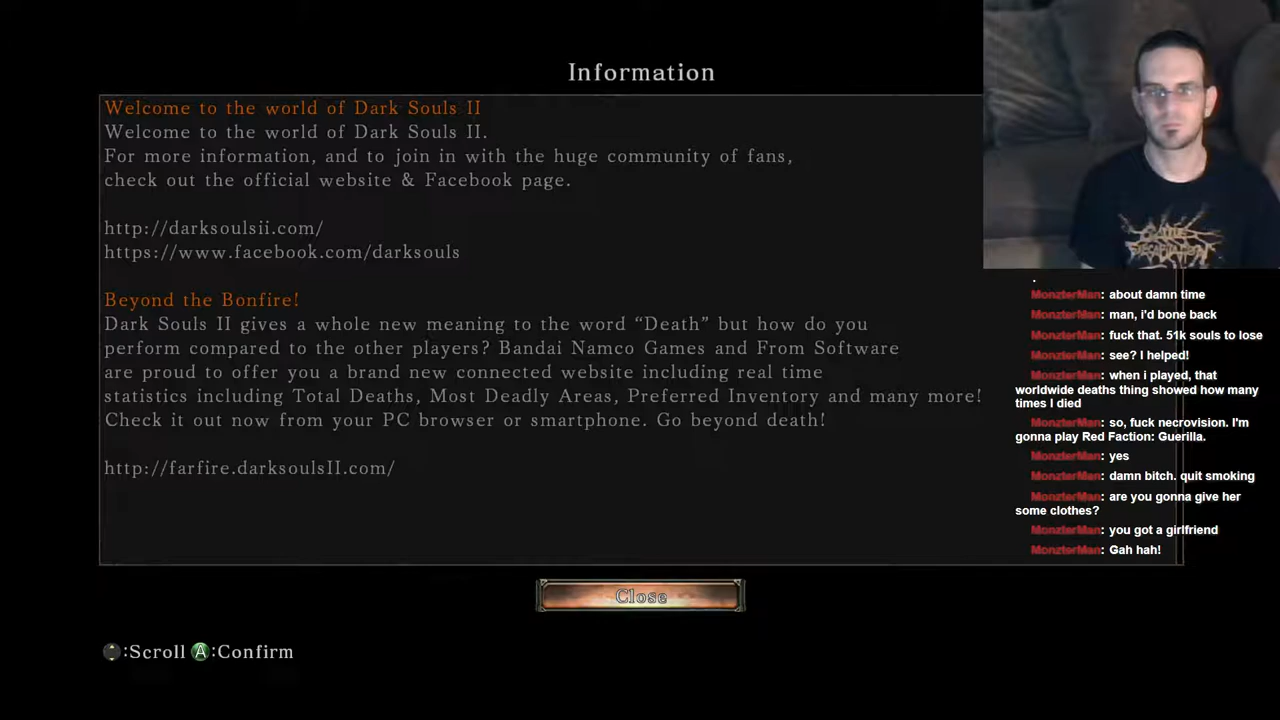 Information
Welcome to the world of Dark Souls II
Welcome to the world of Dark Souls II.
For more information, and to join in with the huge community of fans,
check out the official website & Facebook page.
http://darksoulsii.com/
https://www.facebook.com/darksouls
Beyond the Bonfire!
Dark Souls II gives a whole new meaning to the word “Death” but how do you
perform compared to the other players? Bandai Namco Games and From Software
are proud to offer you a brand new connected website including real time
statistics including Total Deaths, Most Deadly Areas, Preferred Inventory and many more!
Check it out now from your PC browser or smartphone. Go beyond death!
http://farfire.darksoulsII.com/
Close
:Scroll A:Confirm
MonzterMan: about damn time
MonzterMan: man, i'd bone back
MonzterMan: fuck that. 51k souls to lose
MonzterMan: see? I helped!
MonzterMan: when i played, that
worldwide deaths thing showed how many
times I died
MonzterMan: so, fuck necrovision. I'm
gonna play Red Faction: Guerilla.
MonzterMan: yes
MonzterMan: damn bitch. quit smoking
MonzterMan: are you gonna give her
some clothes?
MonzterMan: you got a girlfriend
MonzterMan: Gah hah!